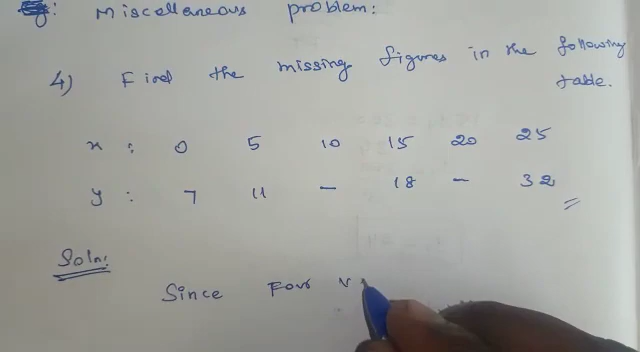 Miscellaneous problem:
4) Find the missing figures in the following
table.
x : 0 5 10 15 20 25
y : 7 11 — 18 — 32
Soln:
Since Four